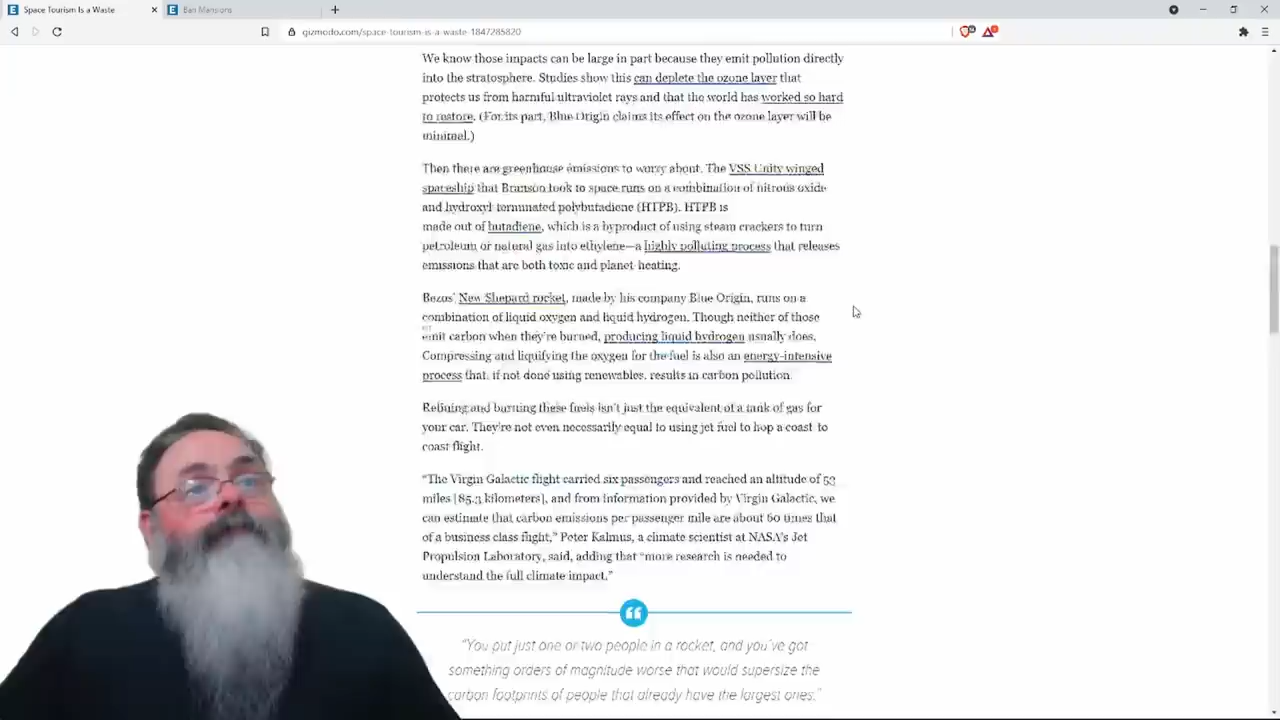 Space Tourism Is a Waste
Ban Mansions
gizmodo.com/space-tourism-is-a-waste-1847285820
We know those impacts can be large in part because they emit pollution directly
into the stratosphere. Studies show this can deplete the ozone layer that
protects us from harmful ultraviolet rays and that the world has worked so hard
to restore. (For its part, Blue Origin claims its effect on the ozone layer will be
minimal.)
Then there are greenhouse emissions to worry about. The VSS Unity winged
spaceship that Branson took to space runs on a combination of nitrous oxide
and hydroxyl terminated polybutadiene (HTPB). HTPB is
made out of butadiene, which is a byproduct of using steam crackers to turn
petroleum or natural gas into ethylene—a highly polluting process that releases
emissions that are both toxic and planet-heating.
Bezos' New Shepard rocket, made by his company Blue Origin, runs on a
combination of liquid oxygen and liquid hydrogen. Though neither of those
emit carbon when they're burned, producing liquid hydrogen usually does.
Compressing and liquifying the oxygen for the fuel is also an energy-intensive
process that, if not done using renewables, results in carbon pollution.
Refining and burning these fuels isn't just the equivalent of a tank of gas for
your car. They're not even necessarily equal to using jet fuel to hop a coast to
coast flight.
"The Virgin Galactic flight carried six passengers and reached an altitude of 53
miles [85.3 kilometers], and from information provided by Virgin Galactic, we
can estimate that carbon emissions per passenger mile are about 60 times that
of a business class flight," Peter Kalmus, a climate scientist at NASA's Jet
Propulsion Laboratory, said, adding that "more research is needed to
understand the full climate impact."
"You put just one or two people in a rocket, and you've got
something orders of magnitude worse that would supersize the
carbon footprints of people that already have the largest ones."